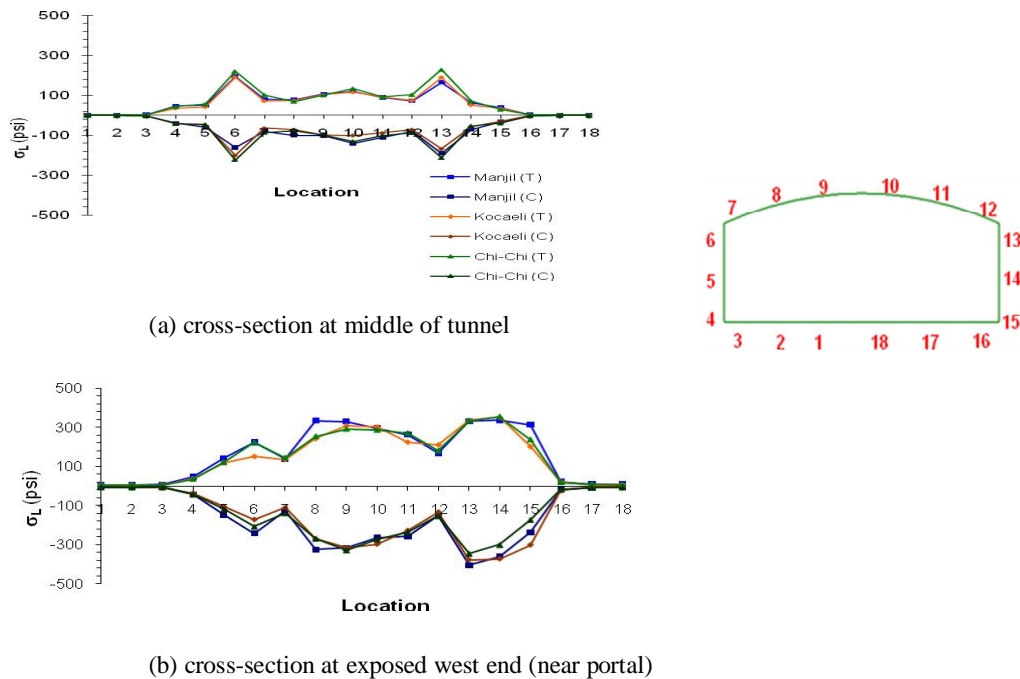 500
300
100
-100
-300
-500
σL (psi)
1 2 3 4 5 6 7 8 9 10 11 12 13 14 15 16 17 18
Location
Manjil (T)
Manjil (C)
Kocaeli (T)
Kocaeli (C)
Chi-Chi (T)
Chi-Chi (C)
(a) cross-section at middle of tunnel
7 8 9 10 11 12
6 13
5 14
4 15
3 2 1 18 17 16
500
300
100
-100
-300
-500
σL (psi)
1 2 3 4 5 6 7 8 9 10 11 12 13 14 15 16 17 18
Location
(b) cross-section at exposed west end (near portal)